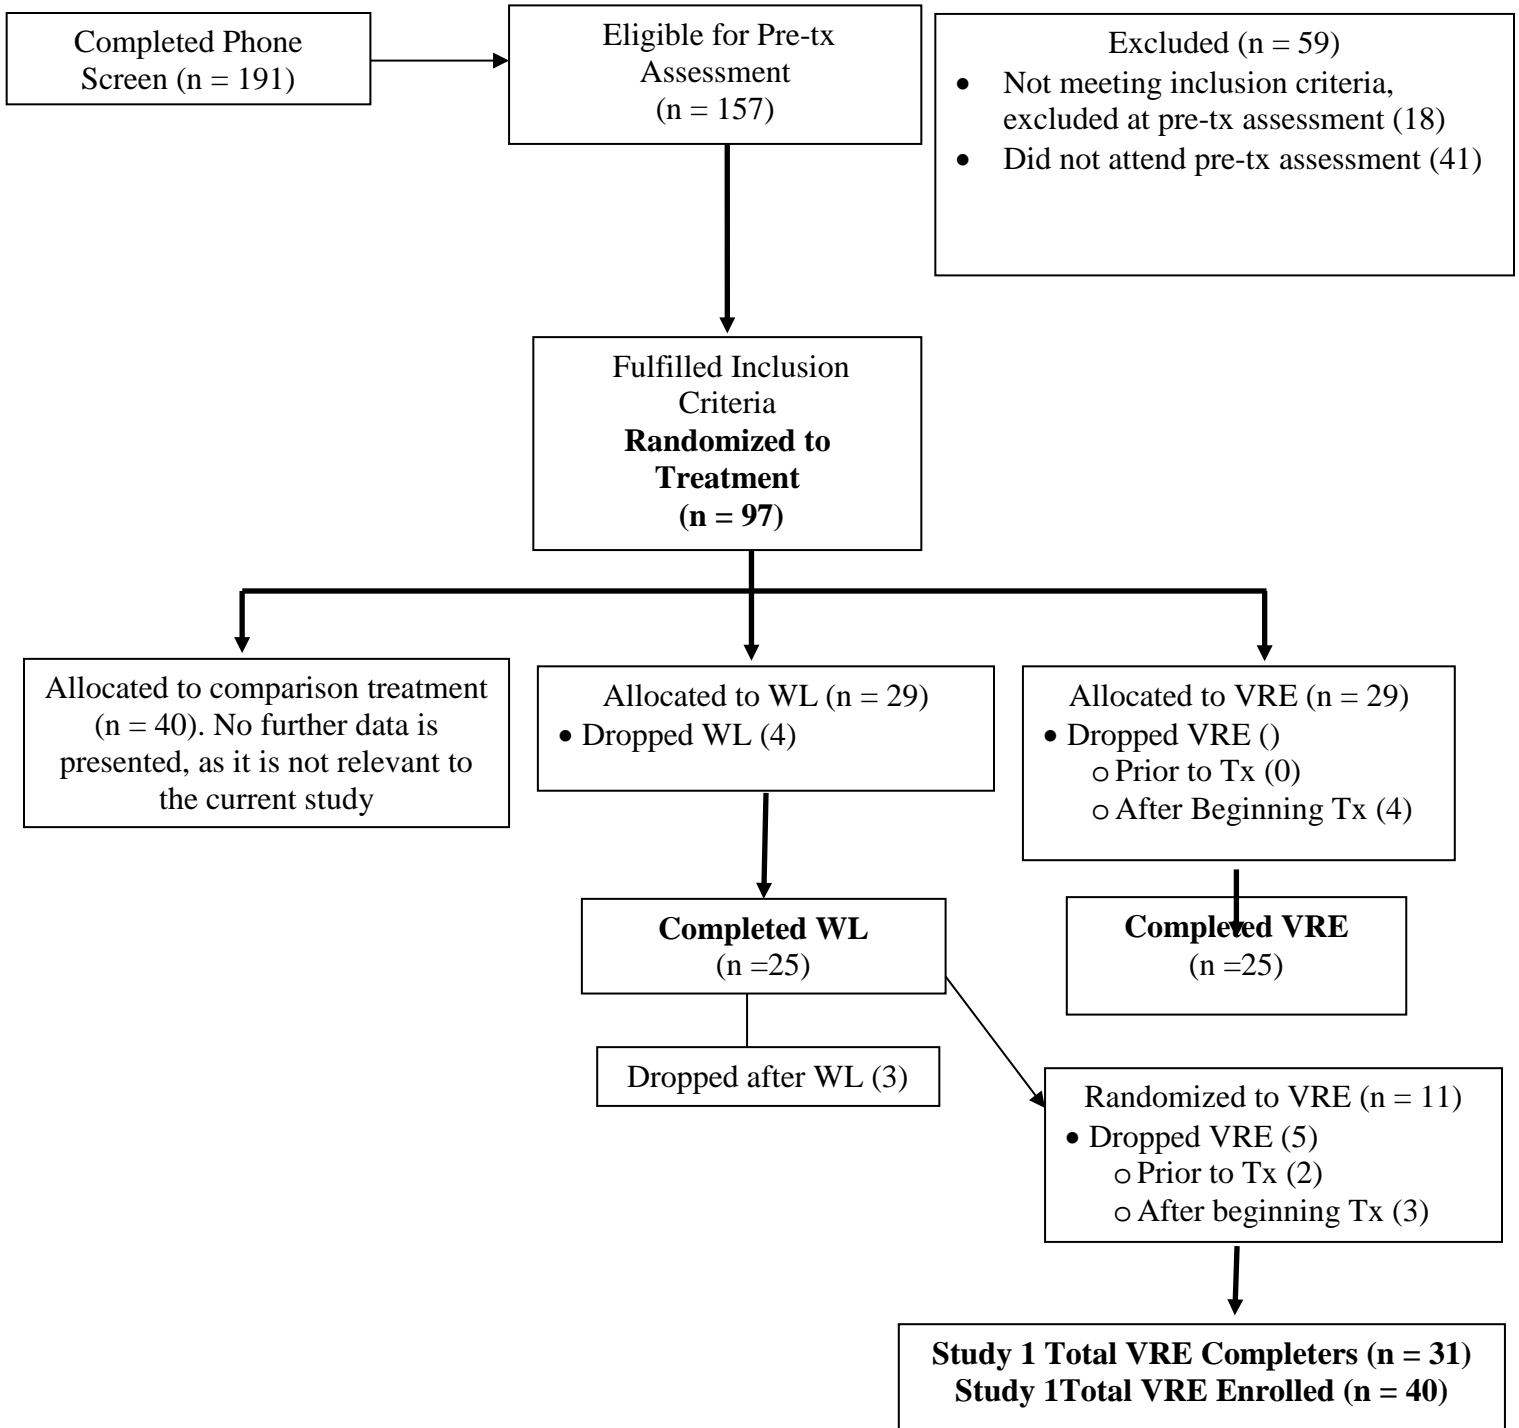 Completed Phone
Screen (n = 191)
Eligible for Pre-tx
Assessment
(n = 157)
Excluded (n = 59)
• Not meeting inclusion criteria,
excluded at pre-tx assessment (18)
• Did not attend pre-tx assessment (41)
Fulfilled Inclusion
Criteria
Randomized to
Treatment
(n = 97)
Allocated to comparison treatment
(n = 40). No further data is
presented, as it is not relevant to
the current study
Allocated to WL (n = 29)
• Dropped WL (4)
Allocated to VRE (n = 29)
• Dropped VRE ()
o Prior to Tx (0)
o After Beginning Tx (4)
Completed WL
(n =25)
Completed VRE
(n =25)
Dropped after WL (3)
Randomized to VRE (n = 11)
• Dropped VRE (5)
o Prior to Tx (2)
o After beginning Tx (3)
Study 1 Total VRE Completers (n = 31)
Study 1Total VRE Enrolled (n = 40)